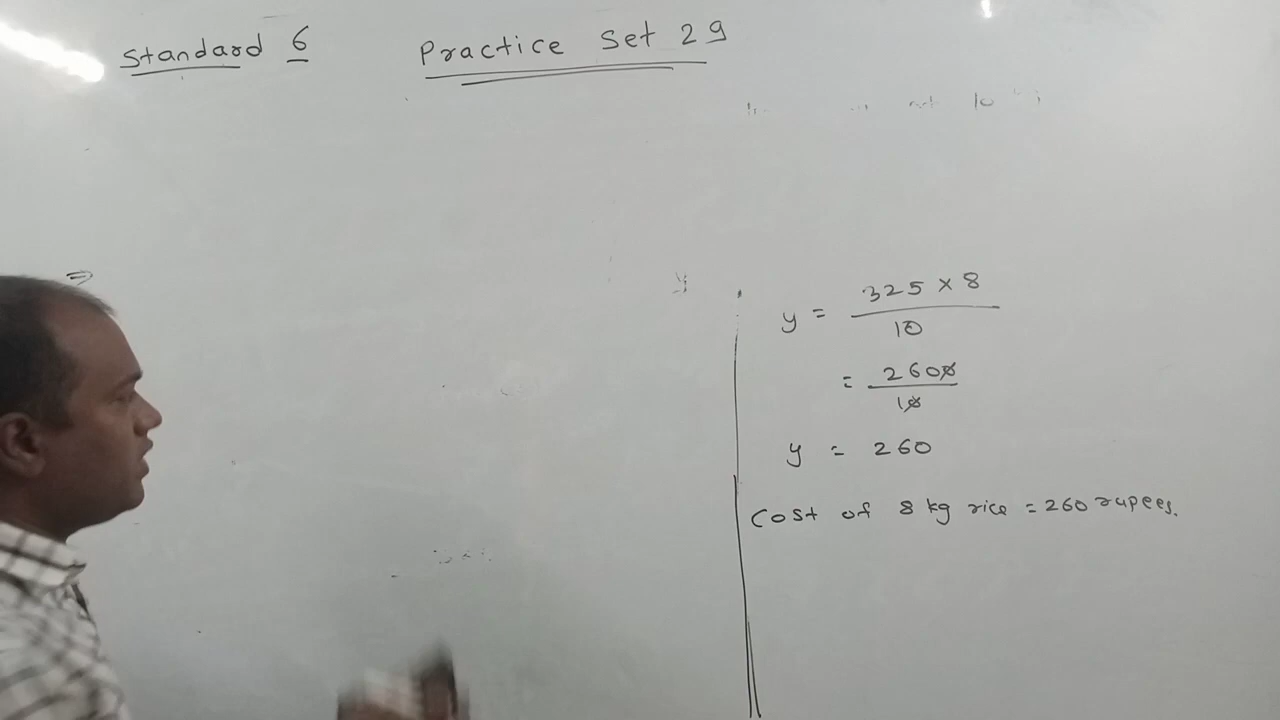 Standard 6 Practice Set 29
y = 325 × 8
10
= 2600
10
y = 260
Cost of 8 kg rice = 260 rupees.